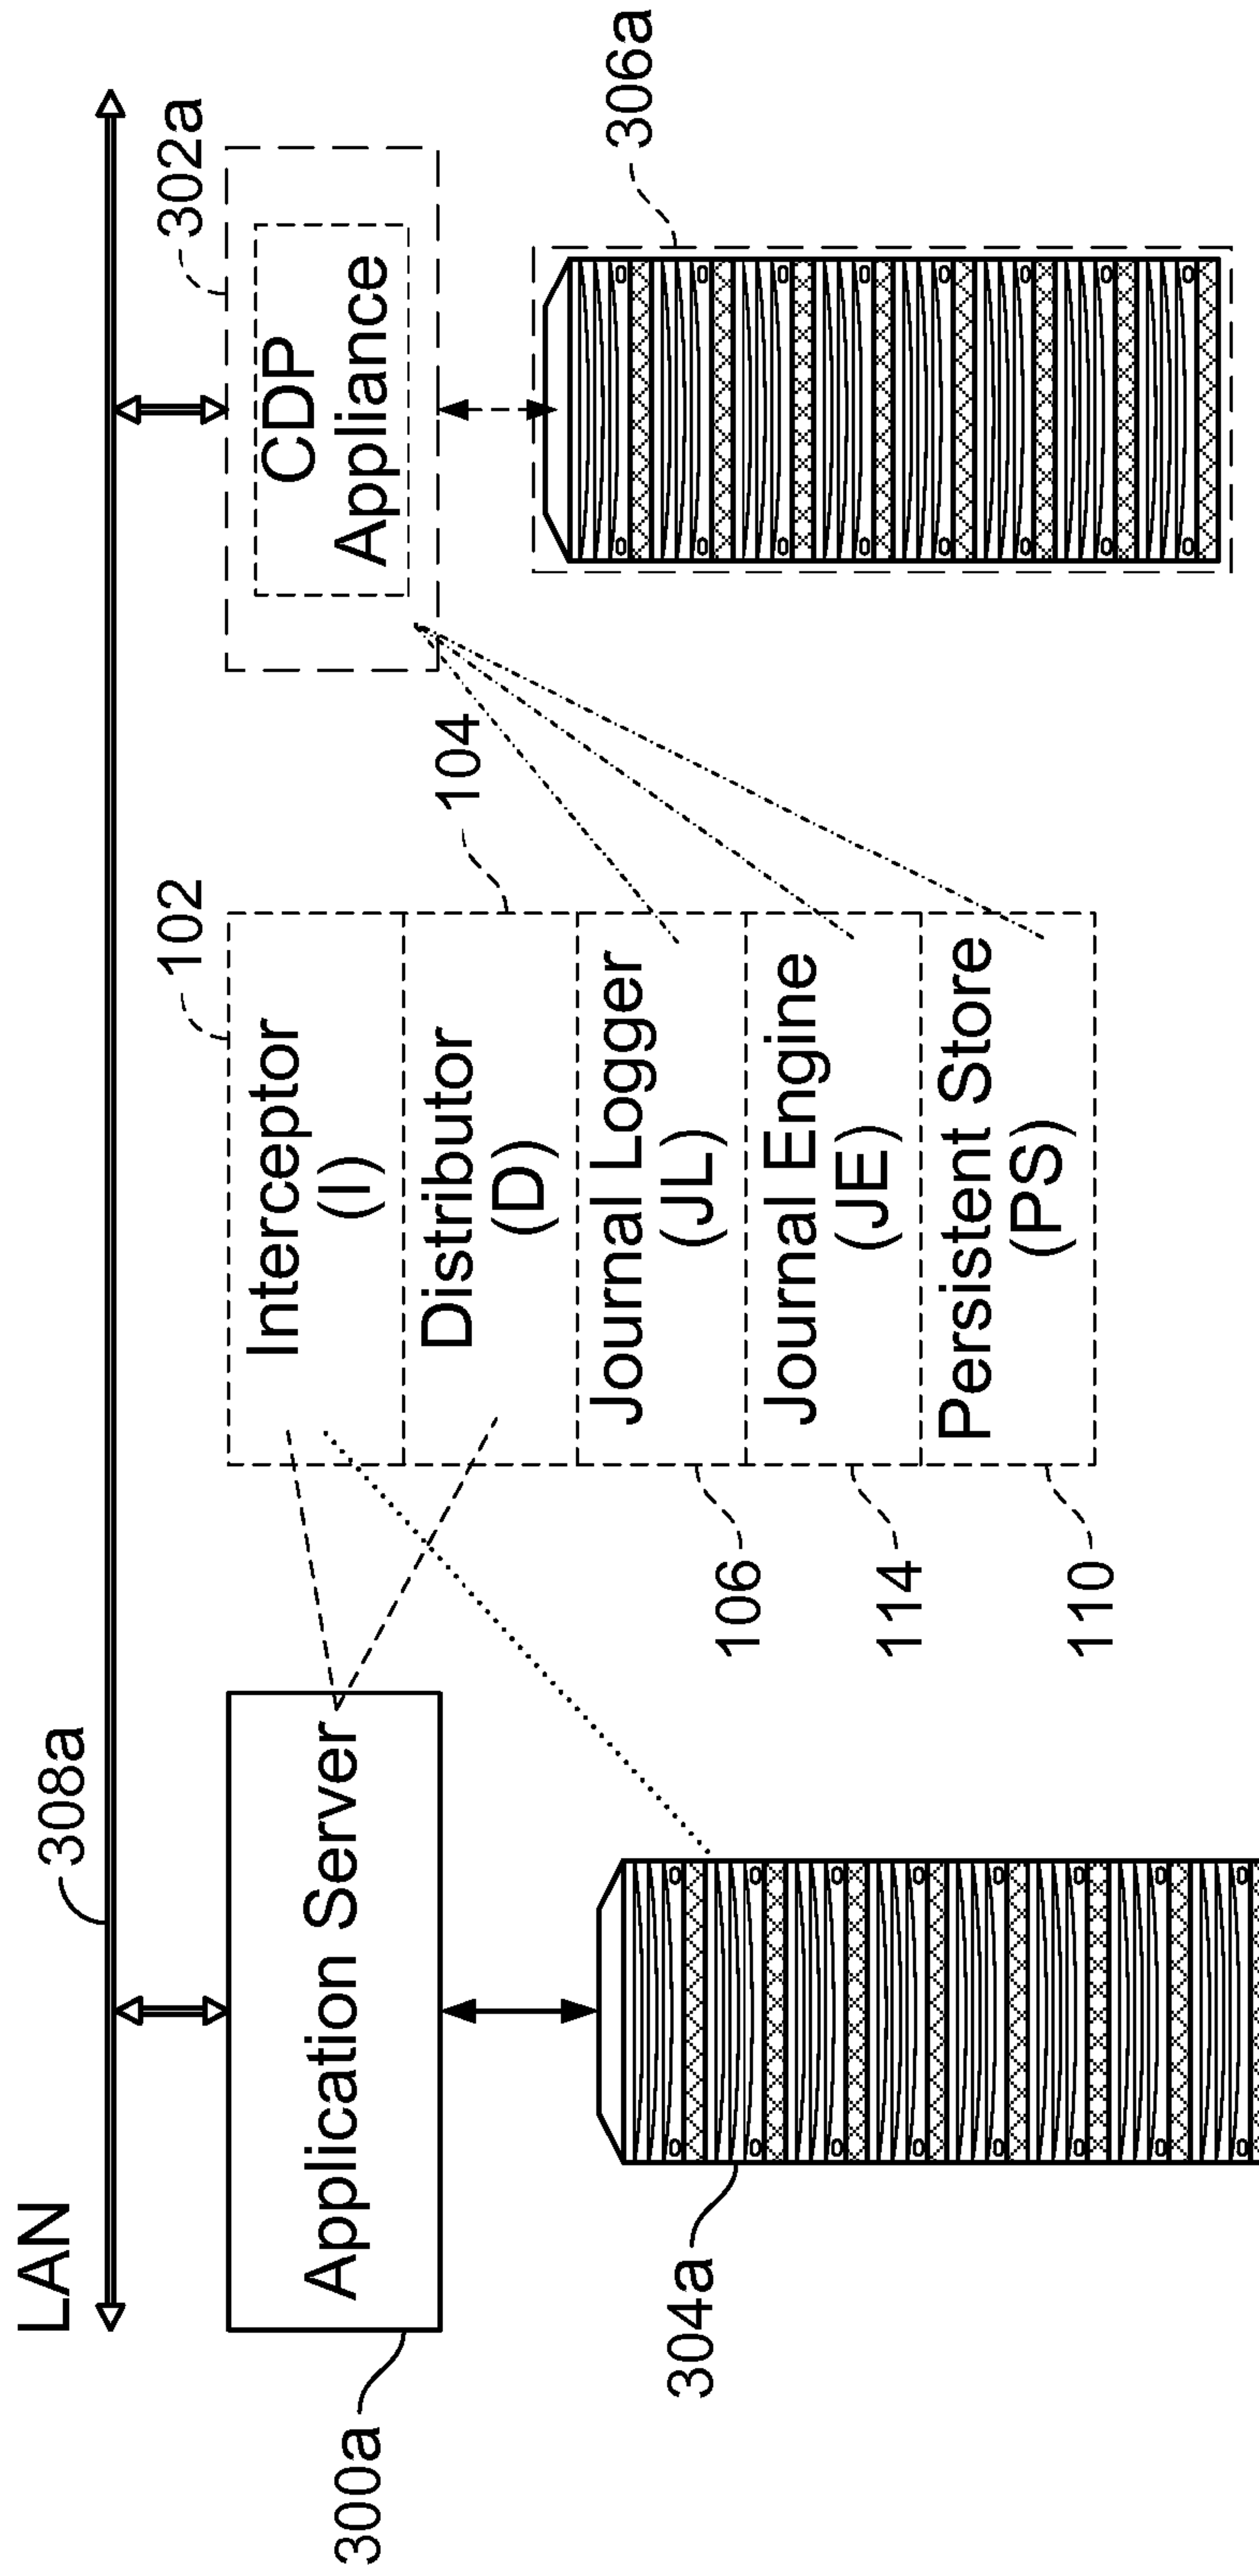 LAN
308a
300a
Application Server
304a
102
Interceptor
(I)
104
Distributor
(D)
106
Journal Logger
(JL)
114
Journal Engine
(JE)
110
Persistent Store
(PS)
302a
CDP
Appliance
306a